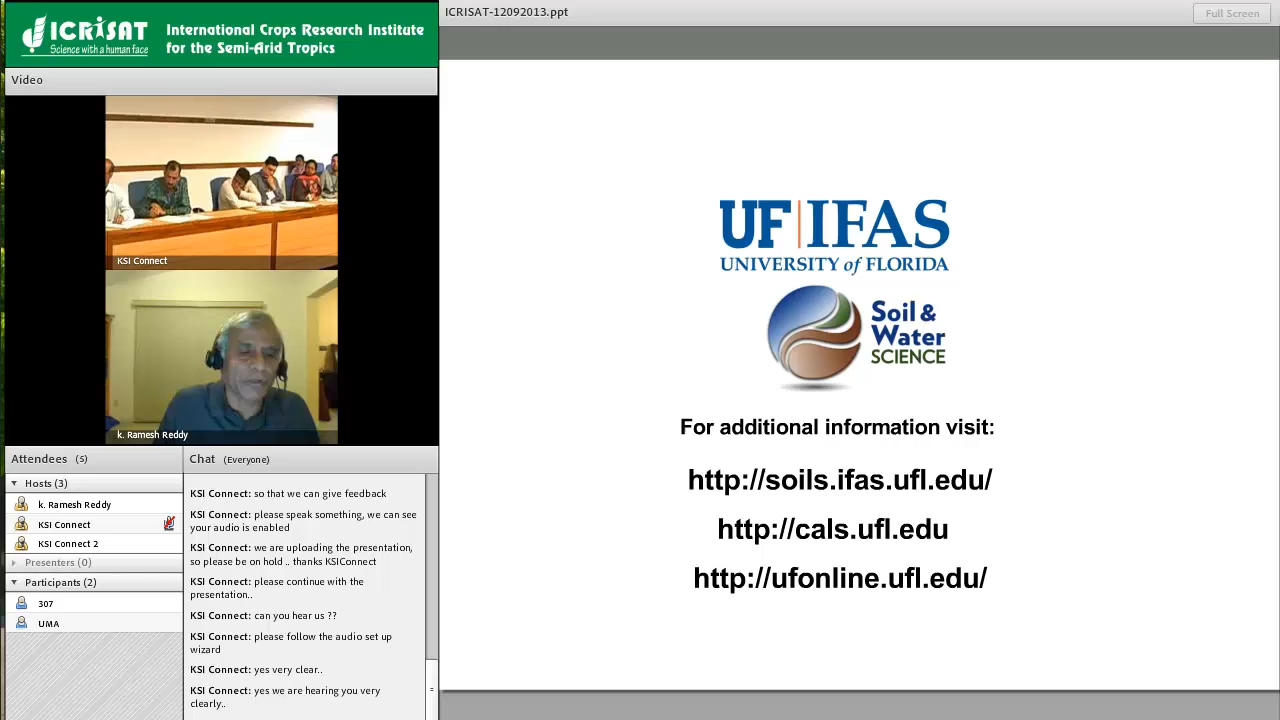 ICRISAT
Science with a human face
International Crops Research Institute
for the Semi-Arid Tropics
Video
KSI Connect
k. Ramesh Reddy
Attendees (5)
Hosts (3)
k. Ramesh Reddy
KSI Connect
KSI Connect 2
Presenters (0)
Participants (2)
307
UMA
Chat (Everyone)
KSI Connect: so that we can give feedback
KSI Connect: please speak something, we can see
your audio is enabled
KSI Connect: we are uploading the presentation,
so please be on hold .. thanks KSIConnect
KSI Connect: please continue with the
presentation..
KSI Connect: can you hear us ??
KSI Connect: please follow the audio set up
wizard
KSI Connect: yes very clear..
KSI Connect: yes we are hearing you very
clearly..
ICRISAT-12092013.ppt
Full Screen
UF|IFAS
UNIVERSITY of FLORIDA
Soil &
Water
SCIENCE
For additional information visit:
http://soils.ifas.ufl.edu/
http://cals.ufl.edu
http://ufonline.ufl.edu/